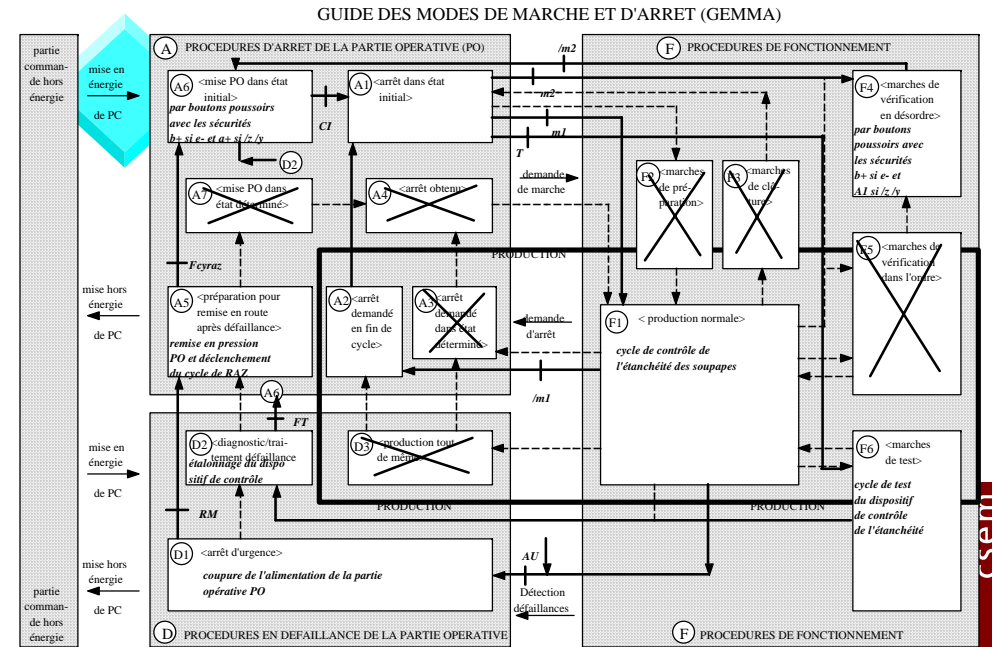 GUIDE DES MODES DE MARCHE ET D'ARRET (GEMMA)
partie
comman-
de hors
énergie
mise en
énergie
de PC
A PROCEDURES D'ARRET DE LA PARTIE OPERATIVE (PO)
/m2
F PROCEDURES DE FONCTIONNEMENT
A6 <mise PO dans état
initial>
par boutons poussoirs
avec les sécurités
b+ si e- et a+ si /z /y
CI
A1 <arrêt dans état
initial>
m2
m1
T
F4 <marches de
vérification
en désordre>
par boutons
poussoirs avec
les sécurités
b+ si e- et
A1 si /z /y
D2
A7 <mise PO dans
état déterminé>
A4 <arrêt obtenu>
demande
de marche
F2 <marches
de pré-
paration>
F3 <marches
de clô-
ture>
PRODUCTION
F5 <marches de
vérification
dans l'ordre>
Fcyraz
mise hors
énergie
de PC
A5 <préparation pour
remise en route
après défaillance>
remise en pression
PO et déclenchement
du cycle de RAZ
A2 <arrêt
demandé
en fin de
cycle>
A3 <arrêt
demandé
dans état
déterminé>
demande
d'arrêt
F1 < production normale>
cycle de contrôle de
l'étanchéité des soupapes
/m1
A6
FT
mise en
énergie
de PC
D2 <diagnostic/trai-
tement défaillance
étalonnage du dispo
sitif de contrôle
D3 <production tout
de même>
F6 <marches
de test>
cycle de test
du dispositif
de contrôle
de l'étanchéité
PRODUCTION
PRODUCTION
RM
csem
D1 <arrêt d'urgence>
coupure de l'alimentation de la partie
opérative PO
AU
Détection
défaillances
mise hors
énergie
de PC
partie
comman-
de hors
énergie
D PROCEDURES EN DEFAILLANCE DE LA PARTIE OPERATIVE
F PROCEDURES DE FONCTIONNEMENT